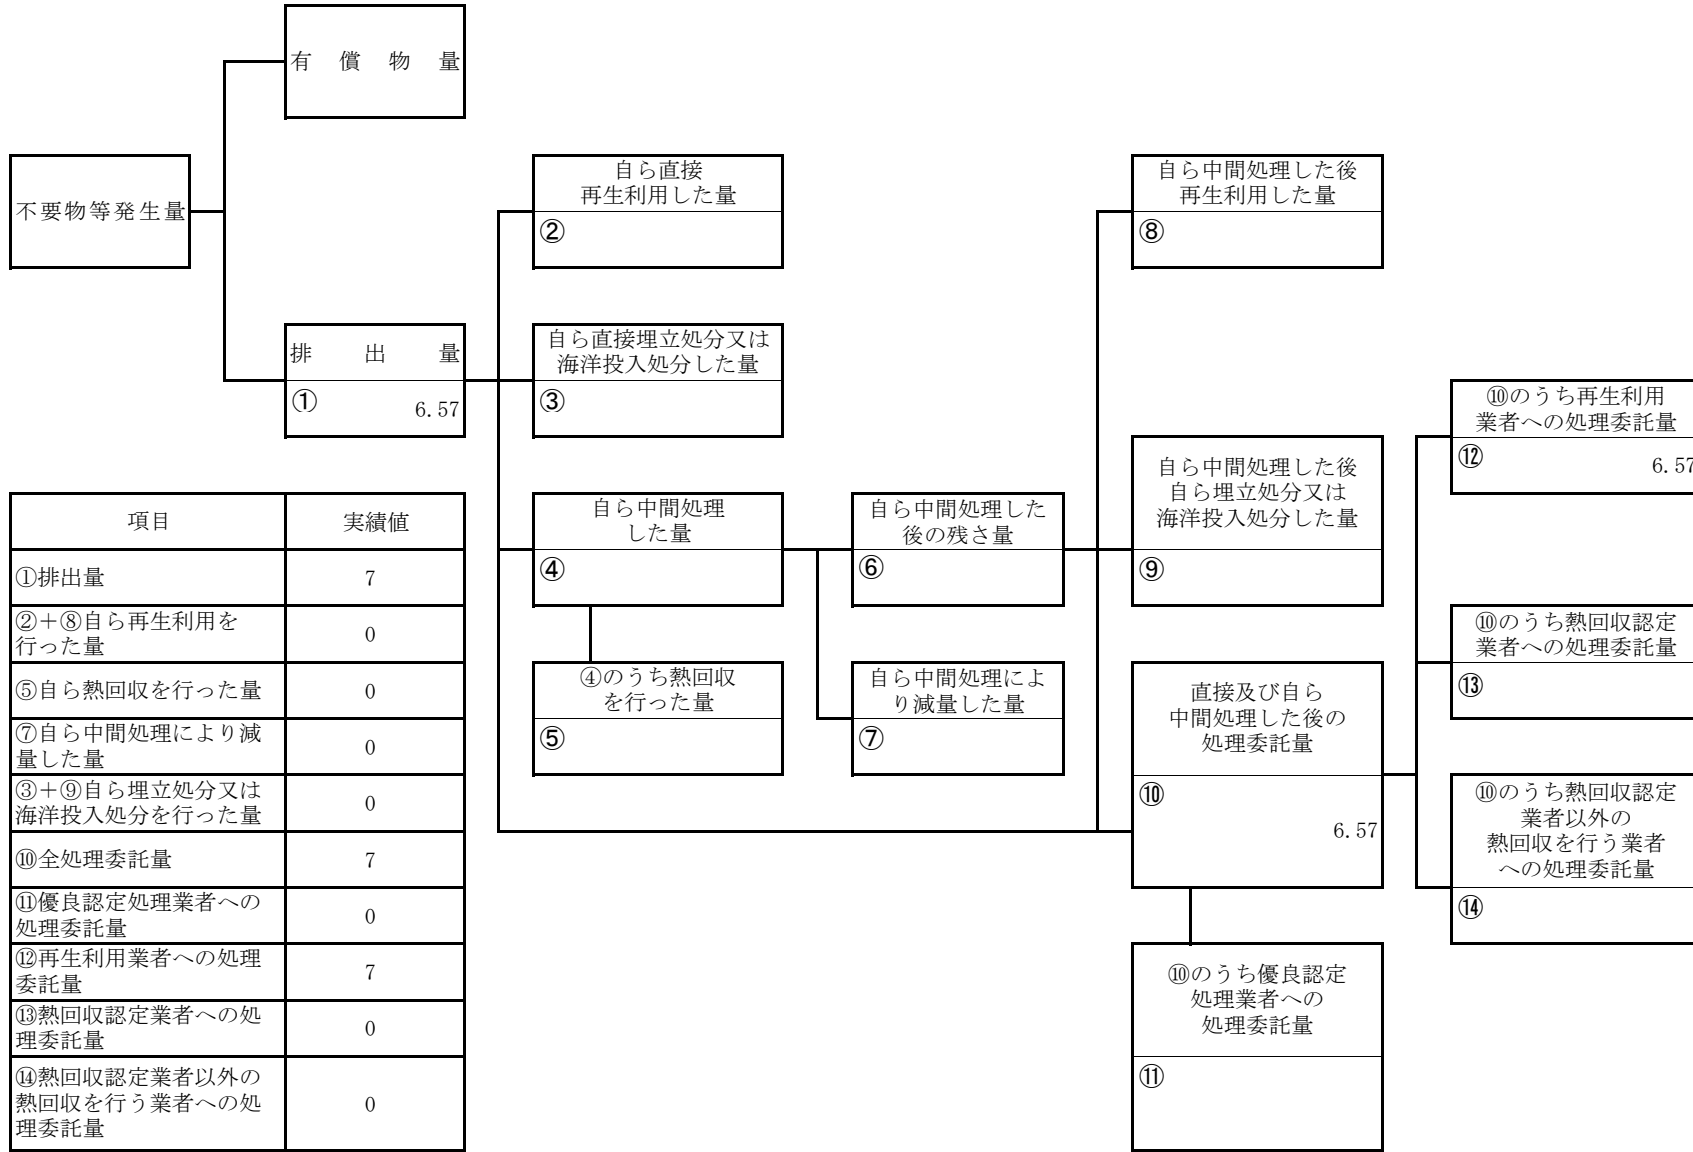 有償物量
不要物等発生量
自ら直接
再生利用した量
②
自ら中間処理した後
再生利用した量
⑧
排出量
① 6.57
自ら直接埋立処分又は
海洋投入処分した量
③
⑩のうち再生利用
業者への処理委託量
⑫ 6.57
自ら中間処理した後
自ら埋立処分又は
海洋投入処分した量
⑨
自ら中間処理
した量
④
自ら中間処理した
後の残さ量
⑥
⑩のうち熱回収認定
業者への処理委託量
⑬
④のうち熱回収
を行った量
⑤
自ら中間処理によ
り減量した量
⑦
直接及び自ら
中間処理した後の
処理委託量
⑩
6.57
⑩のうち熱回収認定
業者以外の
熱回収を行う業者
への処理委託量
⑭
⑩のうち優良認定
処理業者への
処理委託量
⑪
項目 実績値
①排出量 7
②＋⑧自ら再生利用を
行った量 0
⑤自ら熱回収を行った量 0
⑦自ら中間処理により減
量した量 0
③＋⑨自ら埋立処分又は
海洋投入処分を行った量 0
⑩全処理委託量 7
⑪優良認定処理業者への
処理委託量 0
⑫再生利用業者への処理
委託量 7
⑬熱回収認定業者への処
理委託量 0
⑭熱回収認定業者以外の
熱回収を行う業者への処
理委託量 0